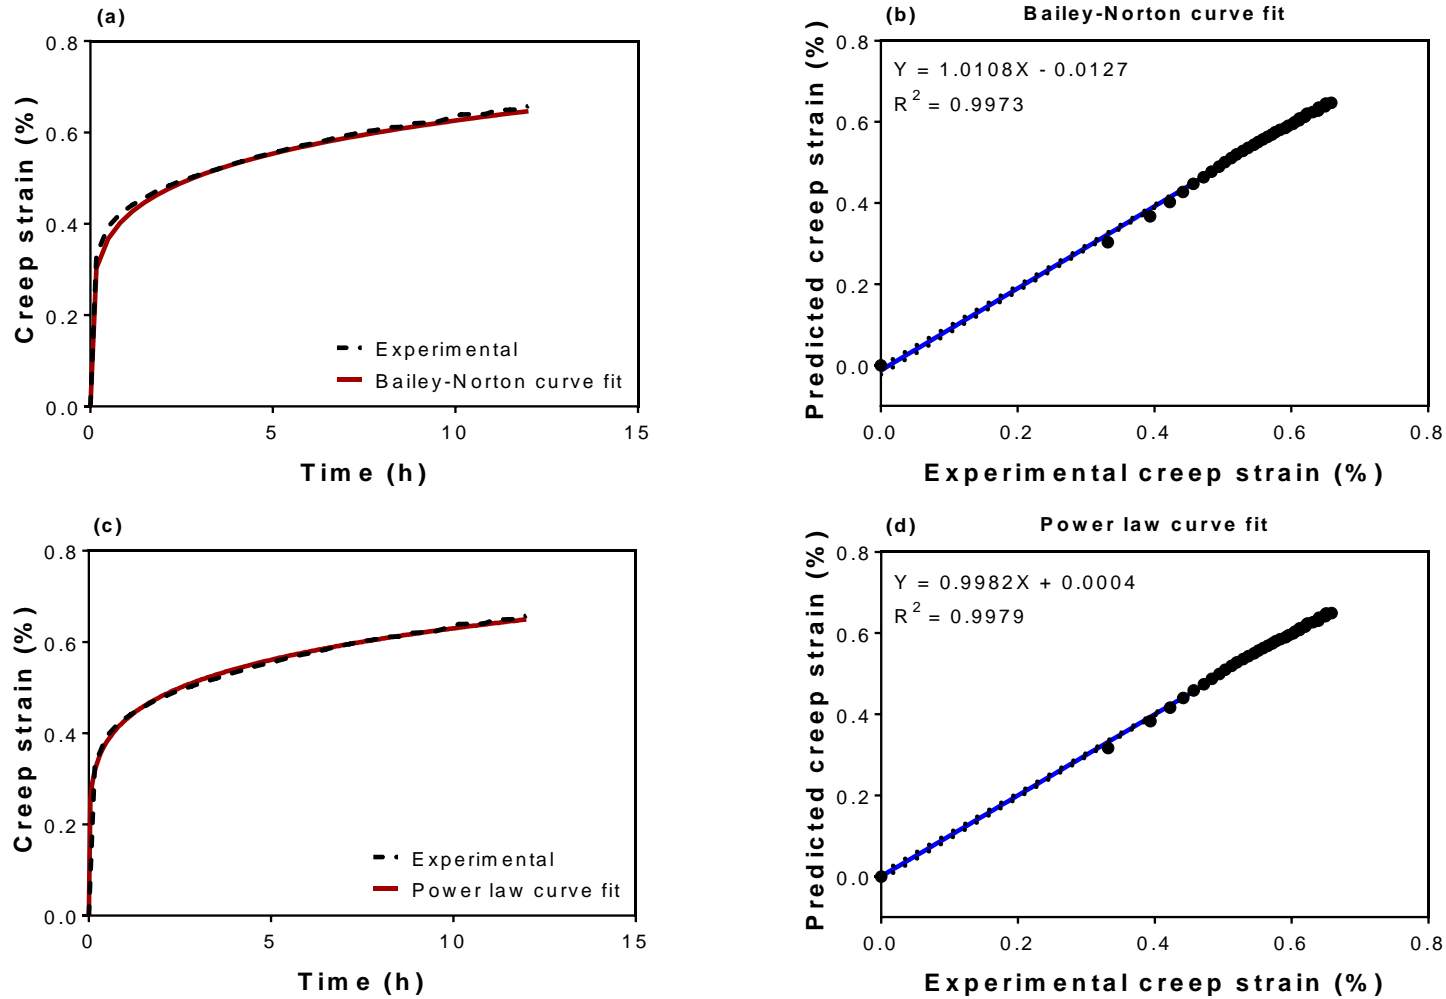 (a)
0.8
0.6
0.4
0.2
0.0
Creep strain (%)
Experimental
Bailey-Norton curve fit
0 5 10 15
Time (h)
(b) Bailey-Norton curve fit
Y = 1.0108X - 0.0127
R² = 0.9973
0.8
0.6
0.4
0.2
0.0
Predicted creep strain (%)
0.0 0.2 0.4 0.6 0.8
Experimental creep strain (%)
(c)
0.8
0.6
0.4
0.2
0.0
Creep strain (%)
Experimental
Power law curve fit
0 5 10 15
Time (h)
(d) Power law curve fit
Y = 0.9982X + 0.0004
R² = 0.9979
0.8
0.6
0.4
0.2
0.0
Predicted creep strain (%)
0.0 0.2 0.4 0.6 0.8
Experimental creep strain (%)